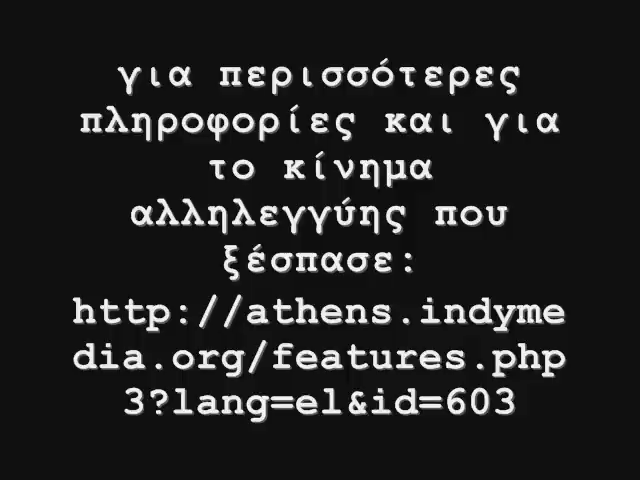 για περισσότερες
πληροφορίες και για
το κίνημα
αλληλεγγύης που
ξέσπασε:
http://athens.indyme
dia.org/features.php
3?lang=el&id=603